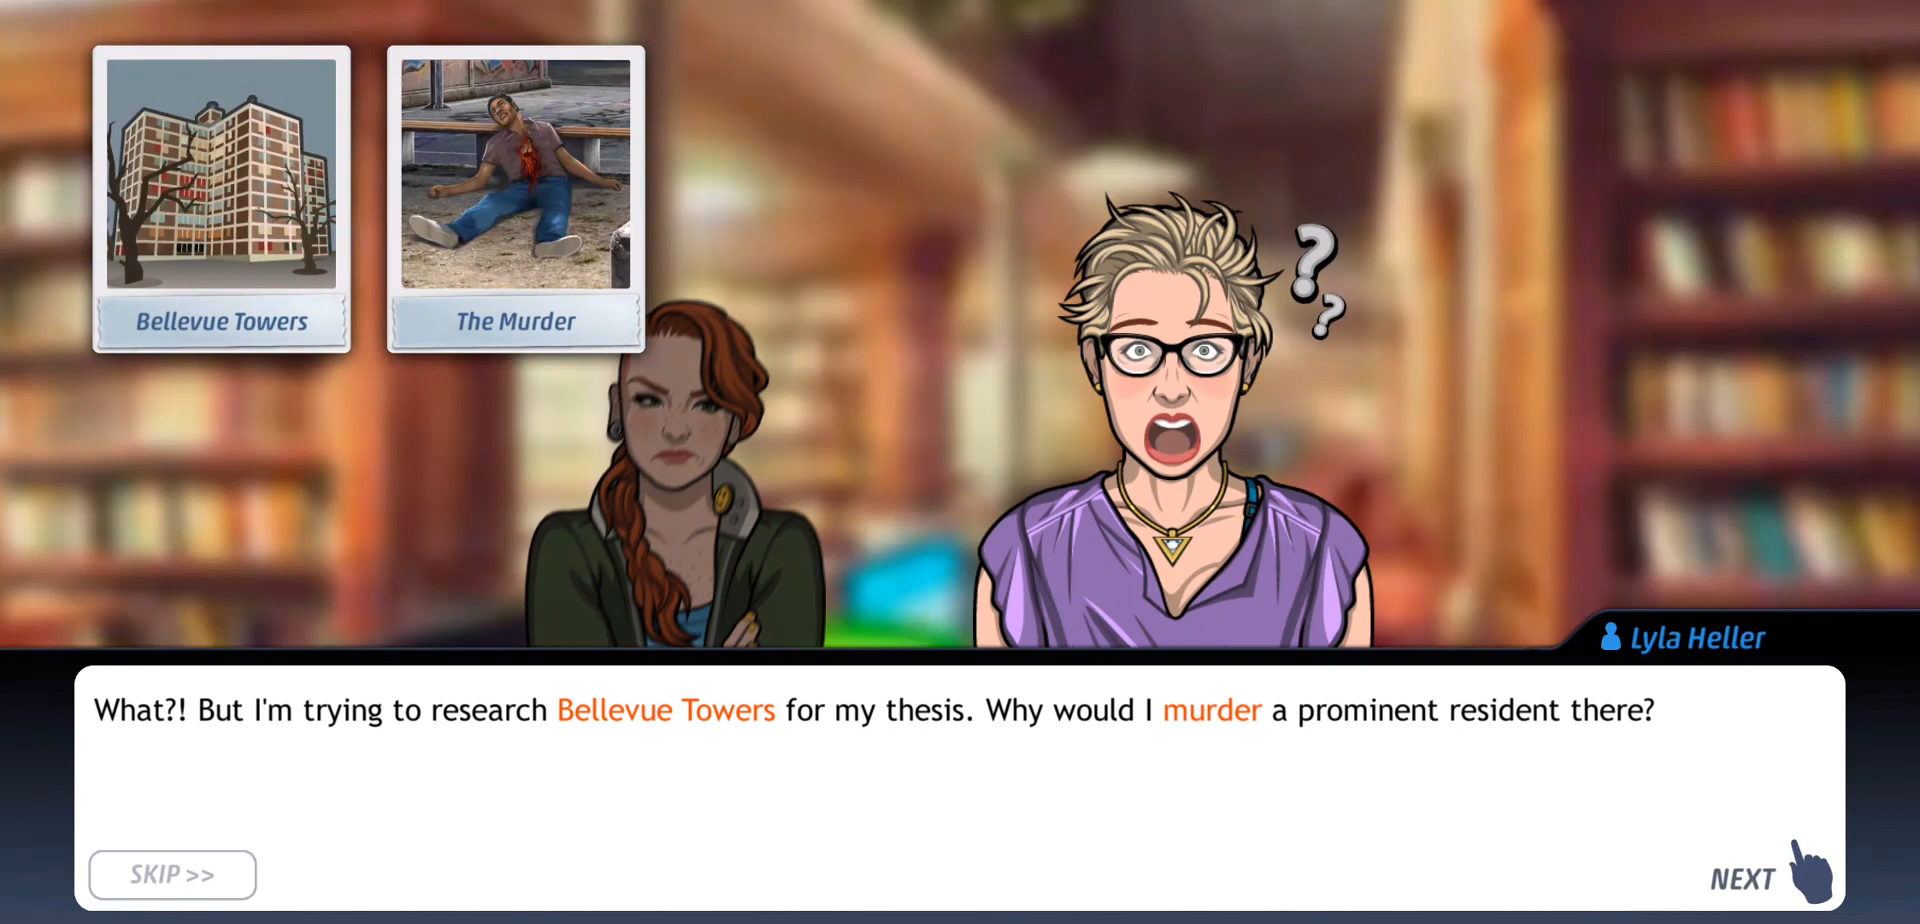 Bellevue Towers
The Murder
??
Lyla Heller
What?! But I'm trying to research Bellevue Towers for my thesis. Why would I murder a prominent resident there?
SKIP >>
NEXT